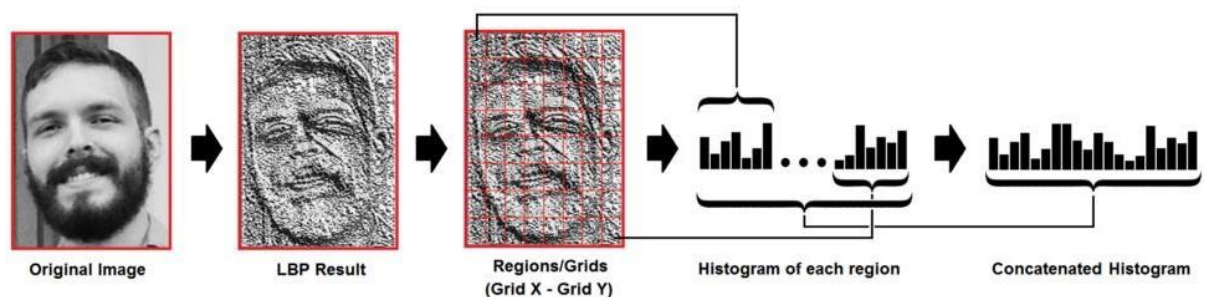 Original Image
LBP Result
Regions/Grids
(Grid X - Grid Y)
Histogram of each region
Concatenated Histogram